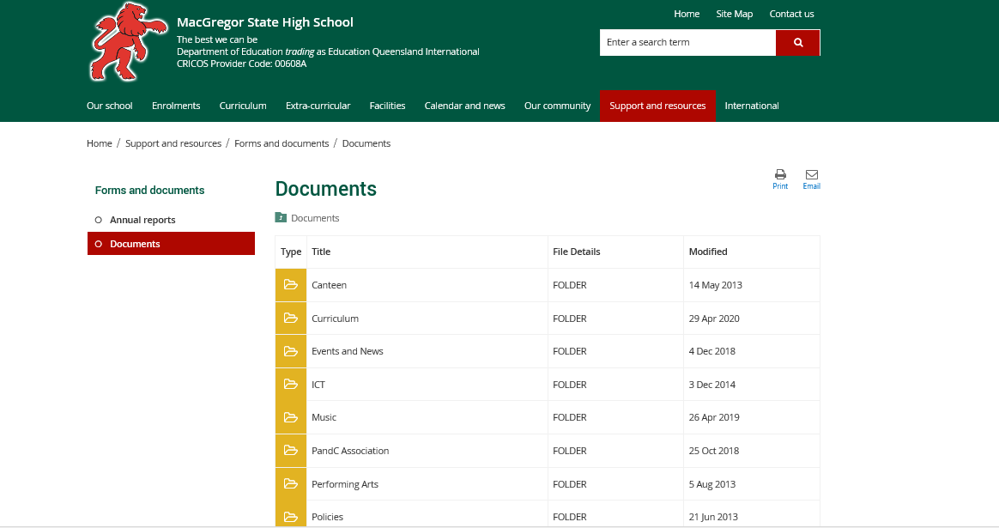 MacGregor State High School
The best we can be
Department of Education trading as Education Queensland International
CRICOS Provider Code: 00608A
Home Site Map Contact us
Enter a search term
Our school Enrolments Curriculum Extra-curricular Facilities Calendar and news Our community Support and resources International
Home / Support and resources / Forms and documents / Documents
Forms and documents
Annual reports
Documents
Documents
Print Email
Documents
Type Title File Details Modified
Canteen FOLDER 14 May 2013
Curriculum FOLDER 29 Apr 2020
Events and News FOLDER 4 Dec 2018
ICT FOLDER 3 Dec 2014
Music FOLDER 26 Apr 2019
PandC Association FOLDER 25 Oct 2018
Performing Arts FOLDER 5 Aug 2013
Policies FOLDER 21 Jun 2013